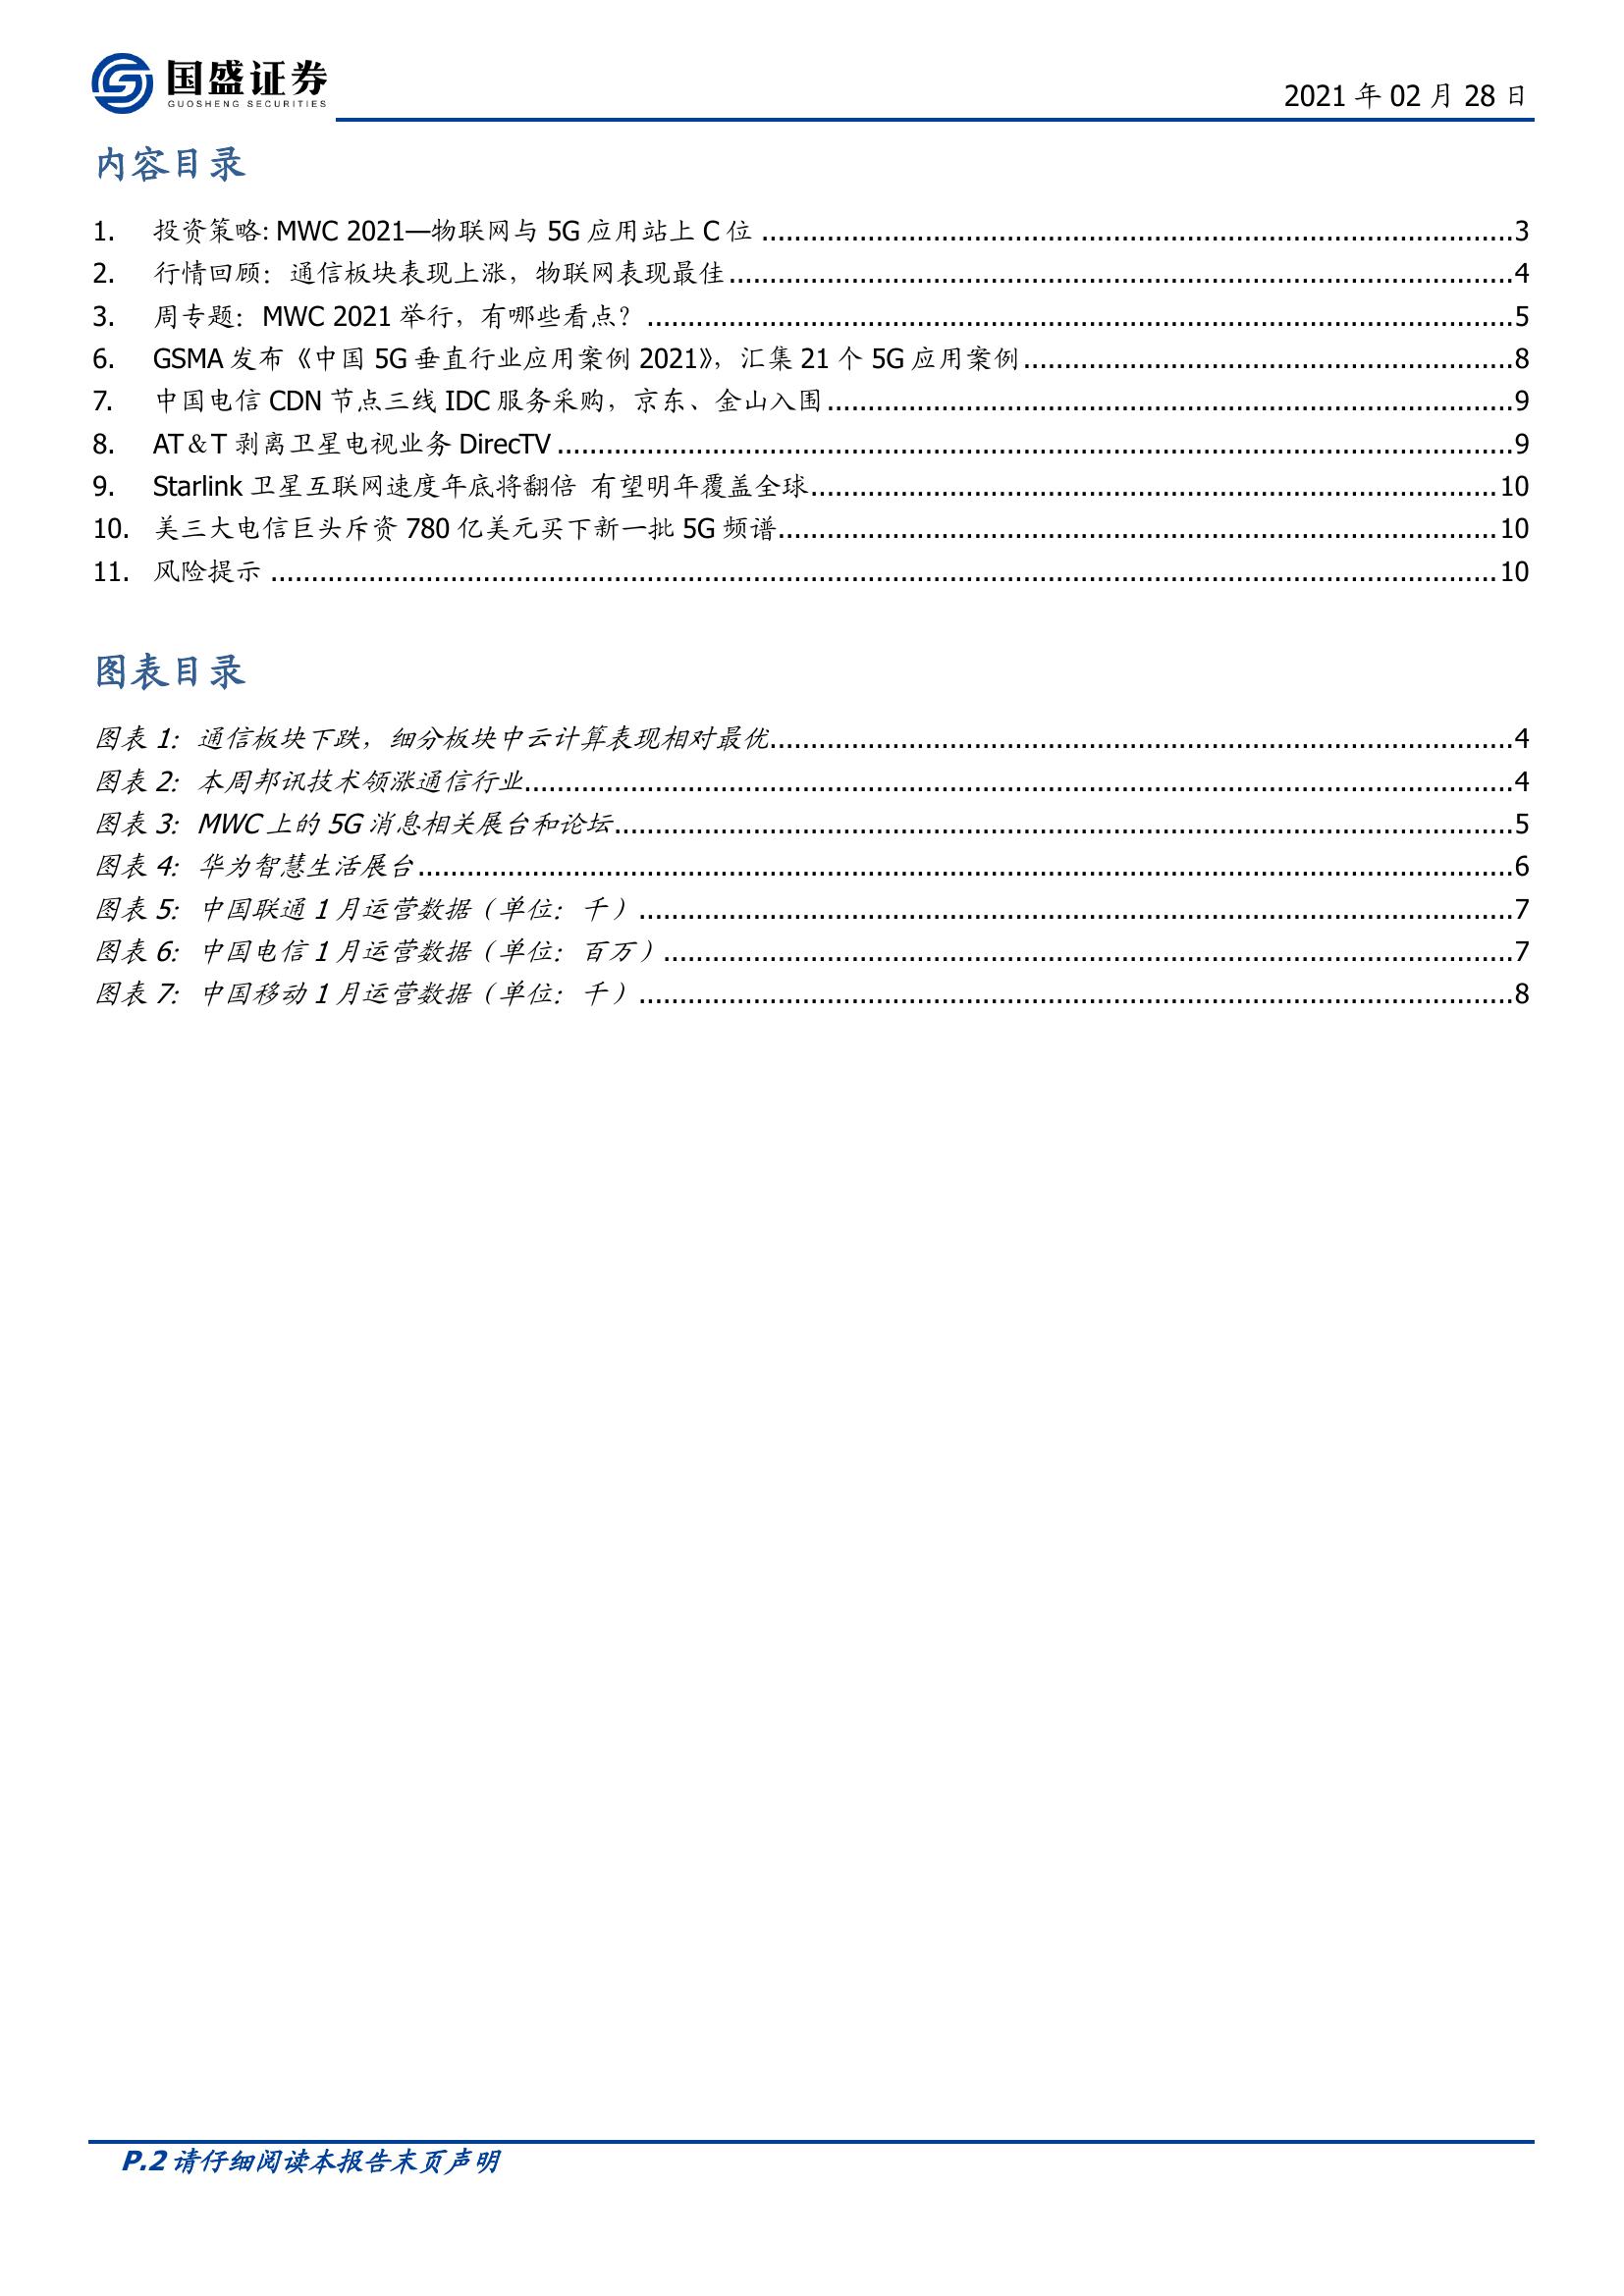 国盛证券
GUOSHENG SECURITIES
2021 年 02 月 28 日
内容目录
1. 投资策略: MWC 2021—物联网与 5G 应用站上 C 位 ........................................................................3
2. 行情回顾：通信板块表现上涨，物联网表现最佳........................................................................4
3. 周专题：MWC 2021 举行，有哪些看点？ ........................................................................5
6. GSMA 发布《中国 5G 垂直行业应用案例 2021》，汇集 21 个 5G 应用案例........................................................................8
7. 中国电信 CDN 节点三线 IDC 服务采购，京东、金山入围........................................................................9
8. AT＆T 剥离卫星电视业务 DirecTV ........................................................................9
9. Starlink 卫星互联网速度年底将翻倍 有望明年覆盖全球........................................................................10
10. 美三大电信巨头斥资 780 亿美元买下新一批 5G 频谱........................................................................10
11. 风险提示 ........................................................................10
图表目录
图表 1: 通信板块下跌，细分板块中云计算表现相对最优........................................................................4
图表 2: 本周邦讯技术领涨通信行业........................................................................4
图表 3: MWC 上的 5G 消息相关展台和论坛........................................................................5
图表 4: 华为智慧生活展台........................................................................6
图表 5: 中国联通 1 月运营数据（单位：千）........................................................................7
图表 6: 中国电信 1 月运营数据（单位：百万）........................................................................7
图表 7: 中国移动 1 月运营数据（单位：千）........................................................................8
P.2 请仔细阅读本报告末页声明